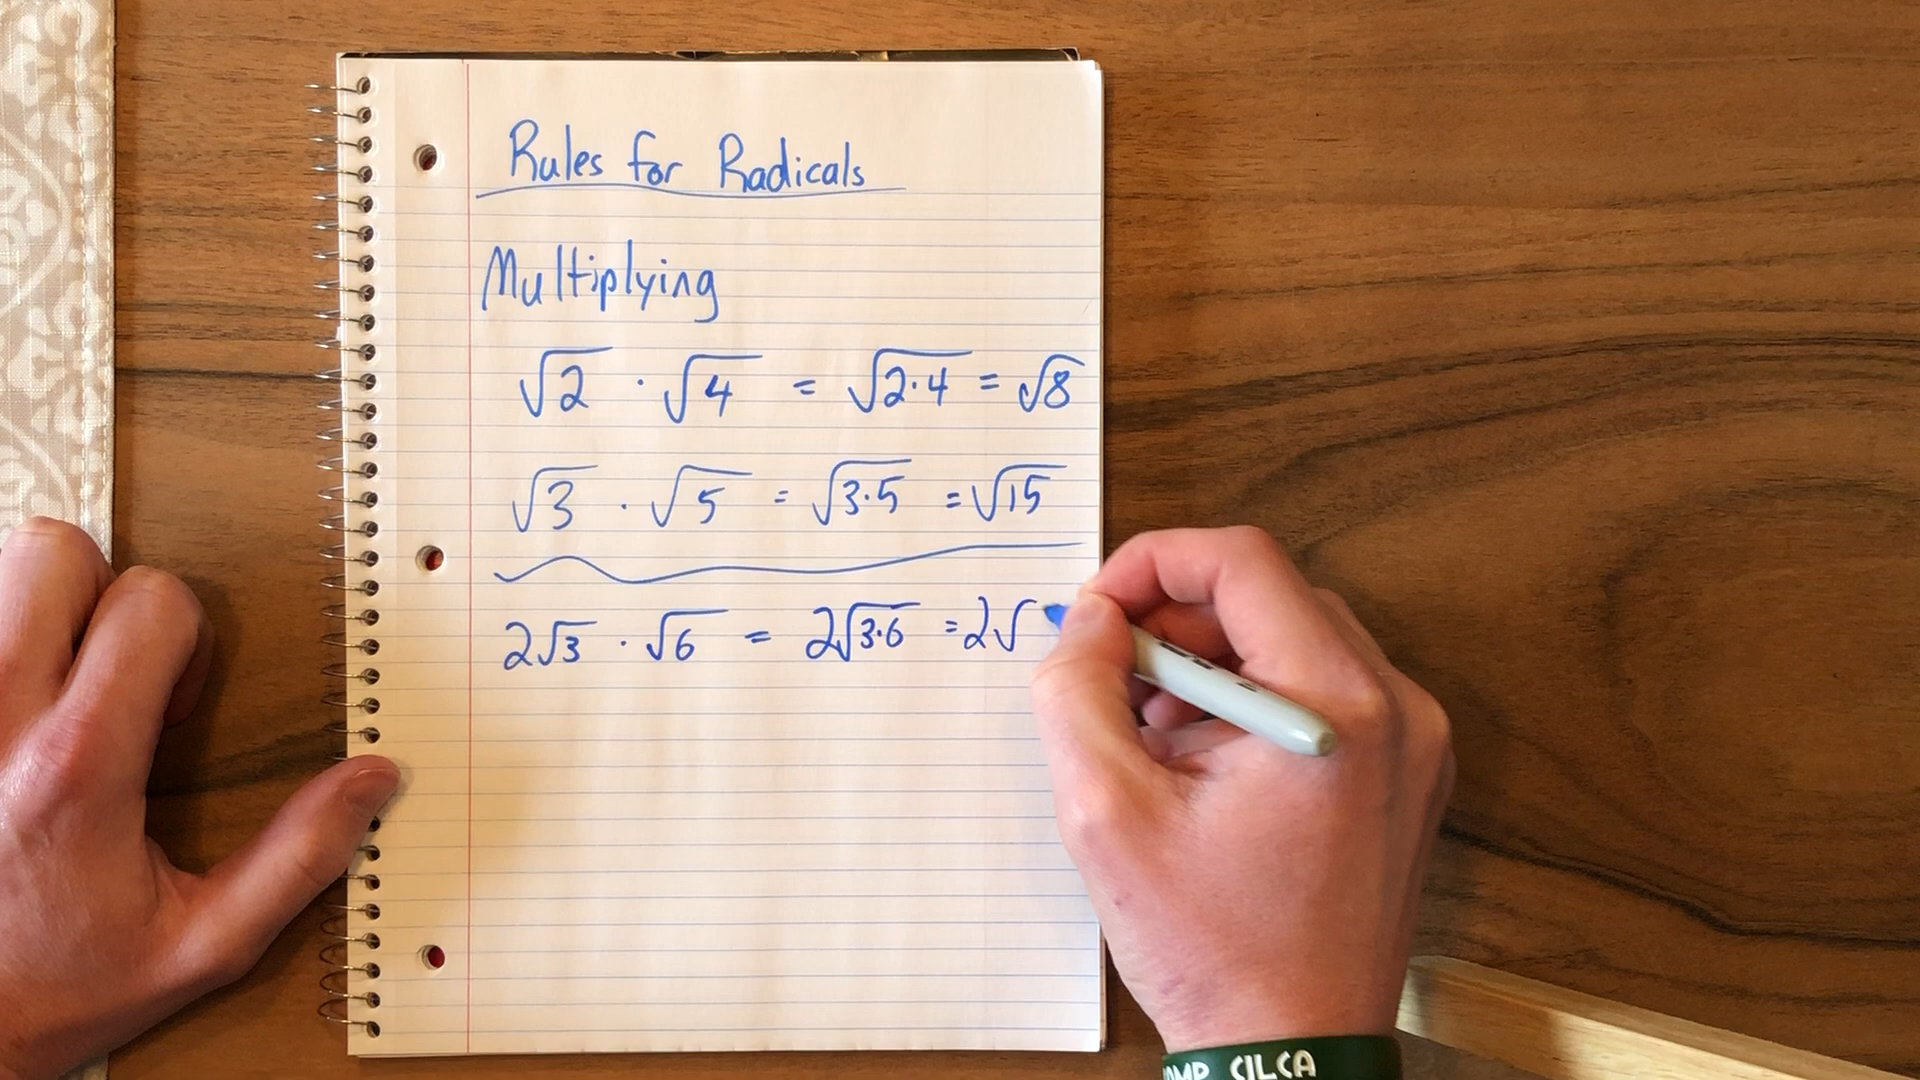 Rules for Radicals
Multiplying
√2 · √4 = √2·4 = √8
√3 · √5 = √3·5 = √15
2√3 · √6 = 2√3·6 = 2√
CILCA